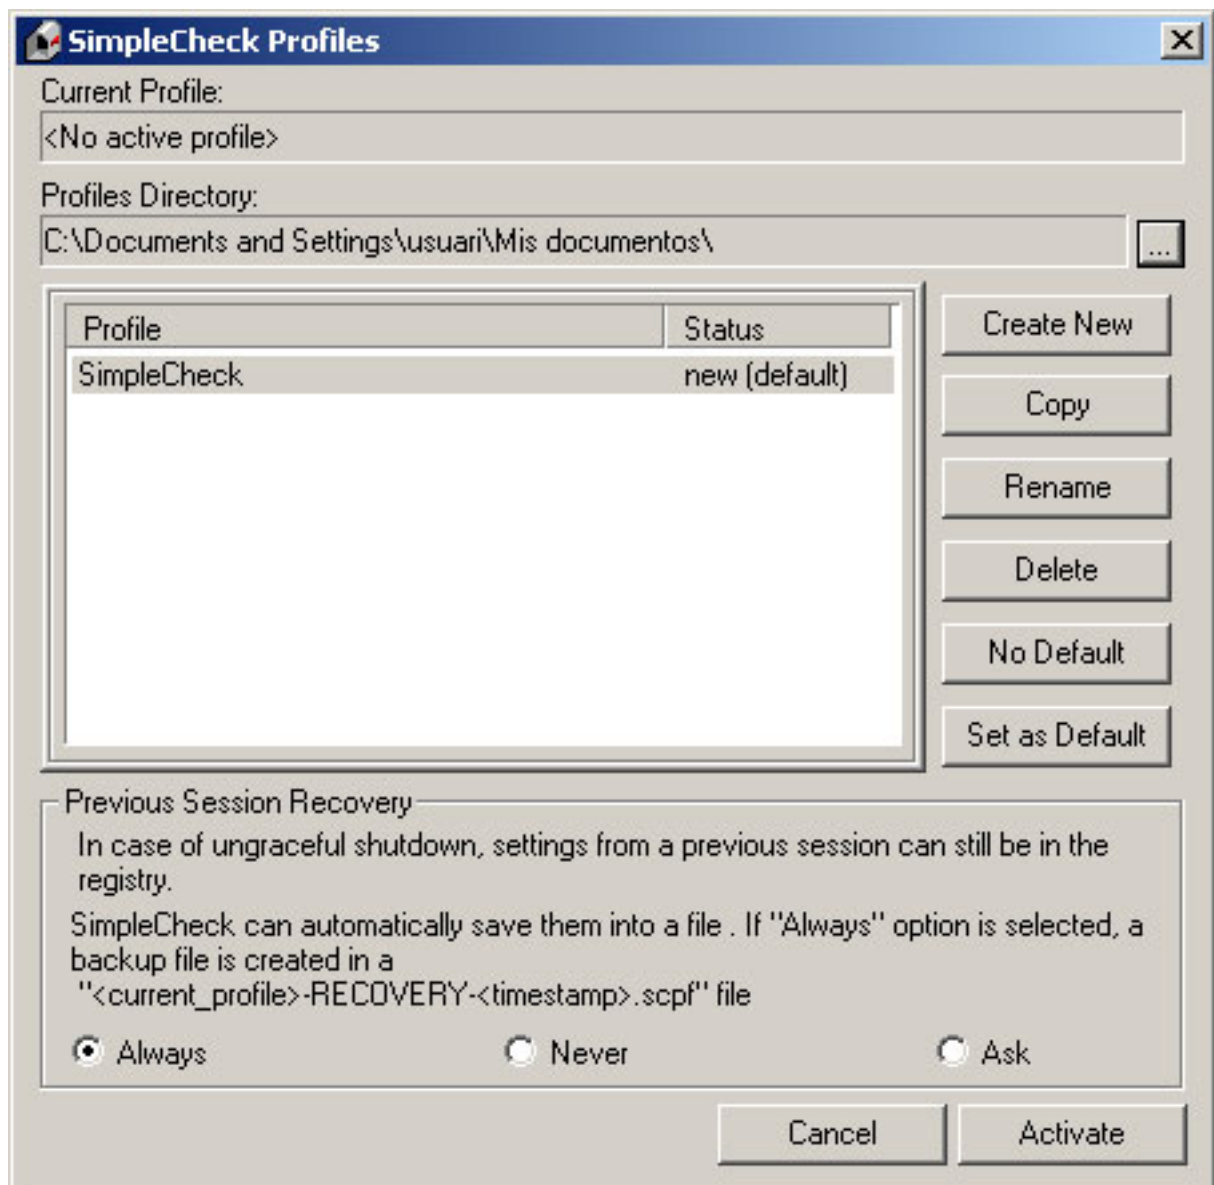 SimpleCheck Profiles
Current Profile:
<No active profile>
Profiles Directory:
C:\Documents and Settings\usuari\Mis documentos\
...
Profile Status
SimpleCheck new (default)
Create New
Copy
Rename
Delete
No Default
Set as Default
Previous Session Recovery
In case of ungraceful shutdown, settings from a previous session can still be in the
registry.
SimpleCheck can automatically save them into a file . If "Always" option is selected, a
backup file is created in a
"<current_profile>-RECOVERY-<timestamp>.scpf" file
Always Never Ask
Cancel Activate